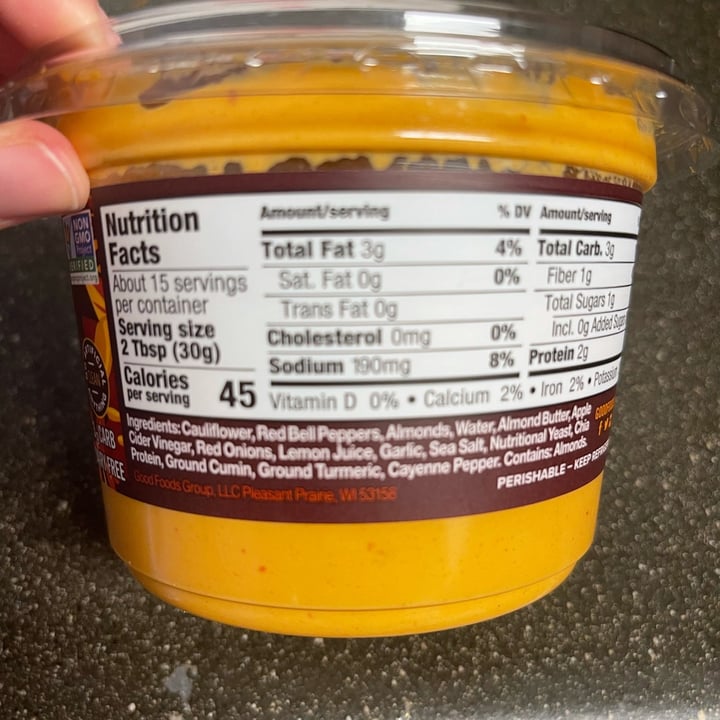 NON
GMO
Project
VERIFIED
Nutrition
Facts
About 15 servings
per container
Serving size
2 Tbsp (30g)
Calories
per serving 45
Amount/serving % DV
Total Fat 3g 4%
Sat. Fat 0g 0%
Trans Fat 0g
Cholesterol 0mg 0%
Sodium 190mg 8%
Amount/serving
Total Carb. 3g
Fiber 1g
Total Sugars 1g
Incl. 0g Added
Protein 2g
Vitamin D 0% • Calcium 2% • Iron 2% •
Ingredients: Cauliflower, Red Bell Peppers, Almonds, Water, Almond Butter, Apple
Cider Vinegar, Red Onions, Lemon Juice, Garlic, Sea Salt, Nutritional Yeast, Chia
Protein, Ground Cumin, Ground Turmeric, Cayenne Pepper. Contains: Almonds.
PERISHABLE – KEEP
Good Foods Group, LLC Pleasant Prairie, WI 53158
CARB
FREE